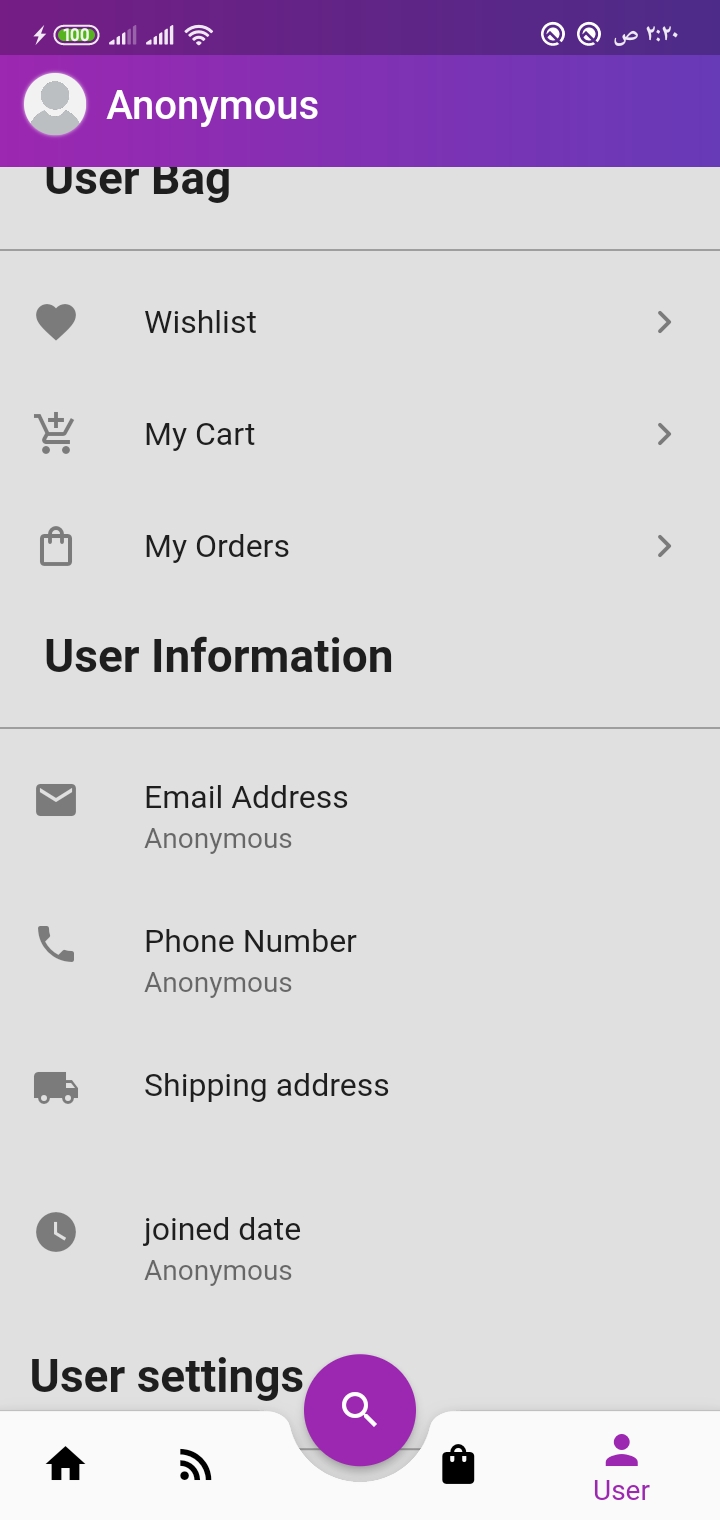 100
٢:٢٠ ص
Anonymous
User Bag
Wishlist
My Cart
My Orders
User Information
Email Address
Anonymous
Phone Number
Anonymous
Shipping address
joined date
Anonymous
User settings
User